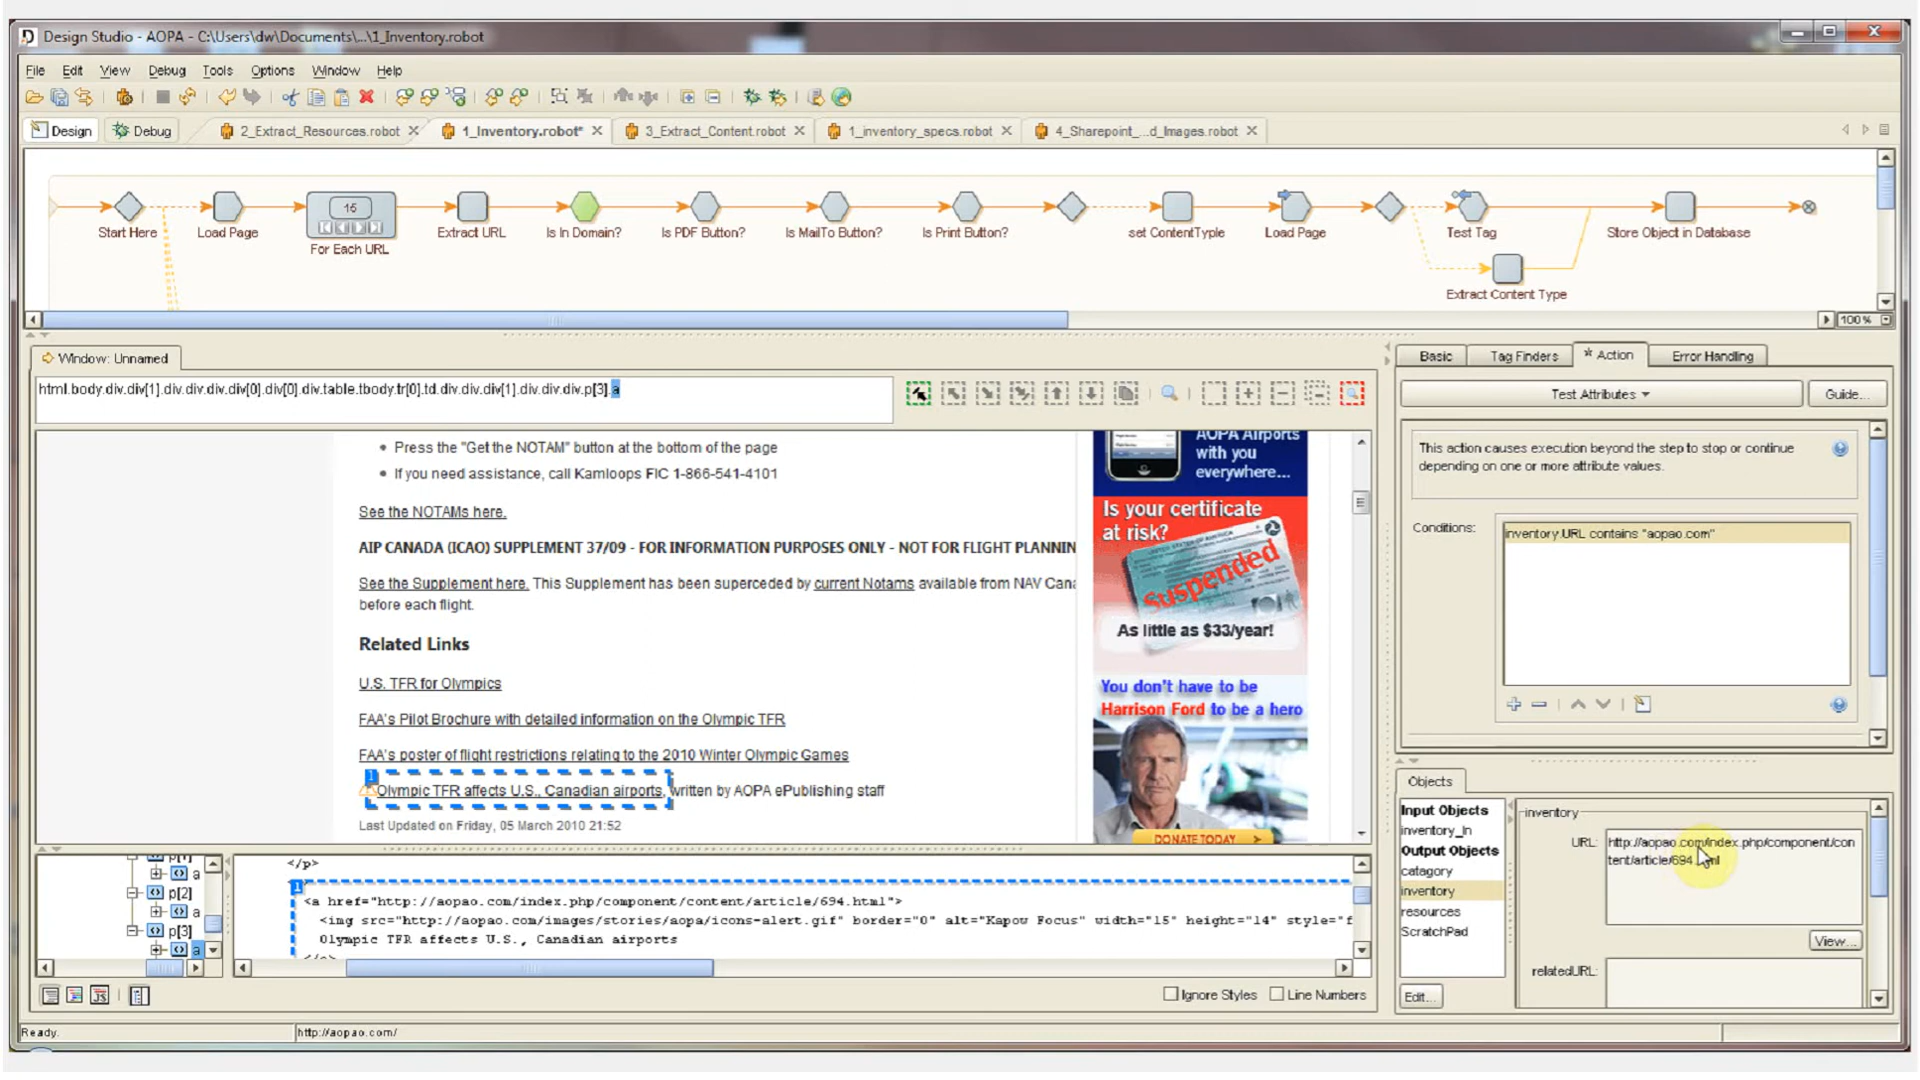 Design Studio - AOPA - C:\Users\dw\Documents\...\1_Inventory.robot
File Edit View Debug Tools Options Window Help
Design Debug 2_Extract_Resources.robot 1_Inventory.robot* 3_Extract_Content.robot 1_inventory_specs.robot 4_Sharepoint_...d_Images.robot
15
Start Here Load Page Extract URL Is In Domain? Is PDF Button? Is MailTo Button? Is Print Button? set ContentTyple Load Page Test Tag Store Object in Database
For Each URL
Extract Content Type
100%
Window: Unnamed
html.body.div.div[1].div.div.div.div[0].div[0].div.table.tbody.tr[0].td.div.div.div[1].div.div.div.p[3].a
Press the "Get the NOTAM" button at the bottom of the page
If you need assistance, call Kamloops FIC 1-866-541-4101
See the NOTAMs here.
AIP CANADA (ICAO) SUPPLEMENT 37/09 - FOR INFORMATION PURPOSES ONLY - NOT FOR FLIGHT PLANNIN
See the Supplement here. This Supplement has been superceded by current Notams available from NAV Cana
before each flight.
Related Links
U.S. TFR for Olympics
FAA's Pilot Brochure with detailed information on the Olympic TFR
FAA's poster of flight restrictions relating to the 2010 Winter Olympic Games
1
Olympic TFR affects U.S., Canadian airports, written by AOPA ePublishing staff
Last Updated on Friday, 05 March 2010 21:52
AOPA Airports
with you
everywhere...
Is your certificate
at risk?
Suspended
As little as $33/year!
You don't have to be
Harrison Ford to be a hero
DONATE TODAY
p[1]
a
p[2]
a
p[3]
a
</p>
1
<a href="http://aopao.com/index.php/component/content/article/694.html">
<img src="http://aopao.com/images/stories/aopa/icons-alert.gif" border="0" alt="Kapow Focus" width="15" height="14" style="f
Olympic TFR affects U.S., Canadian airports
Ignore Styles Line Numbers
Ready. http://aopao.com/
Basic Tag Finders * Action Error Handling
Test Attributes Guide...
This action causes execution beyond the step to stop or continue
depending on one or more attribute values.
Conditions: inventory.URL contains "aopao.com"
Objects
Input Objects
inventory_In
Output Objects
catagory
inventory
resources
ScratchPad
Edit...
inventory
URL: http://aopao.com/index.php/component/con
tent/article/694.html
View...
relatedURL: